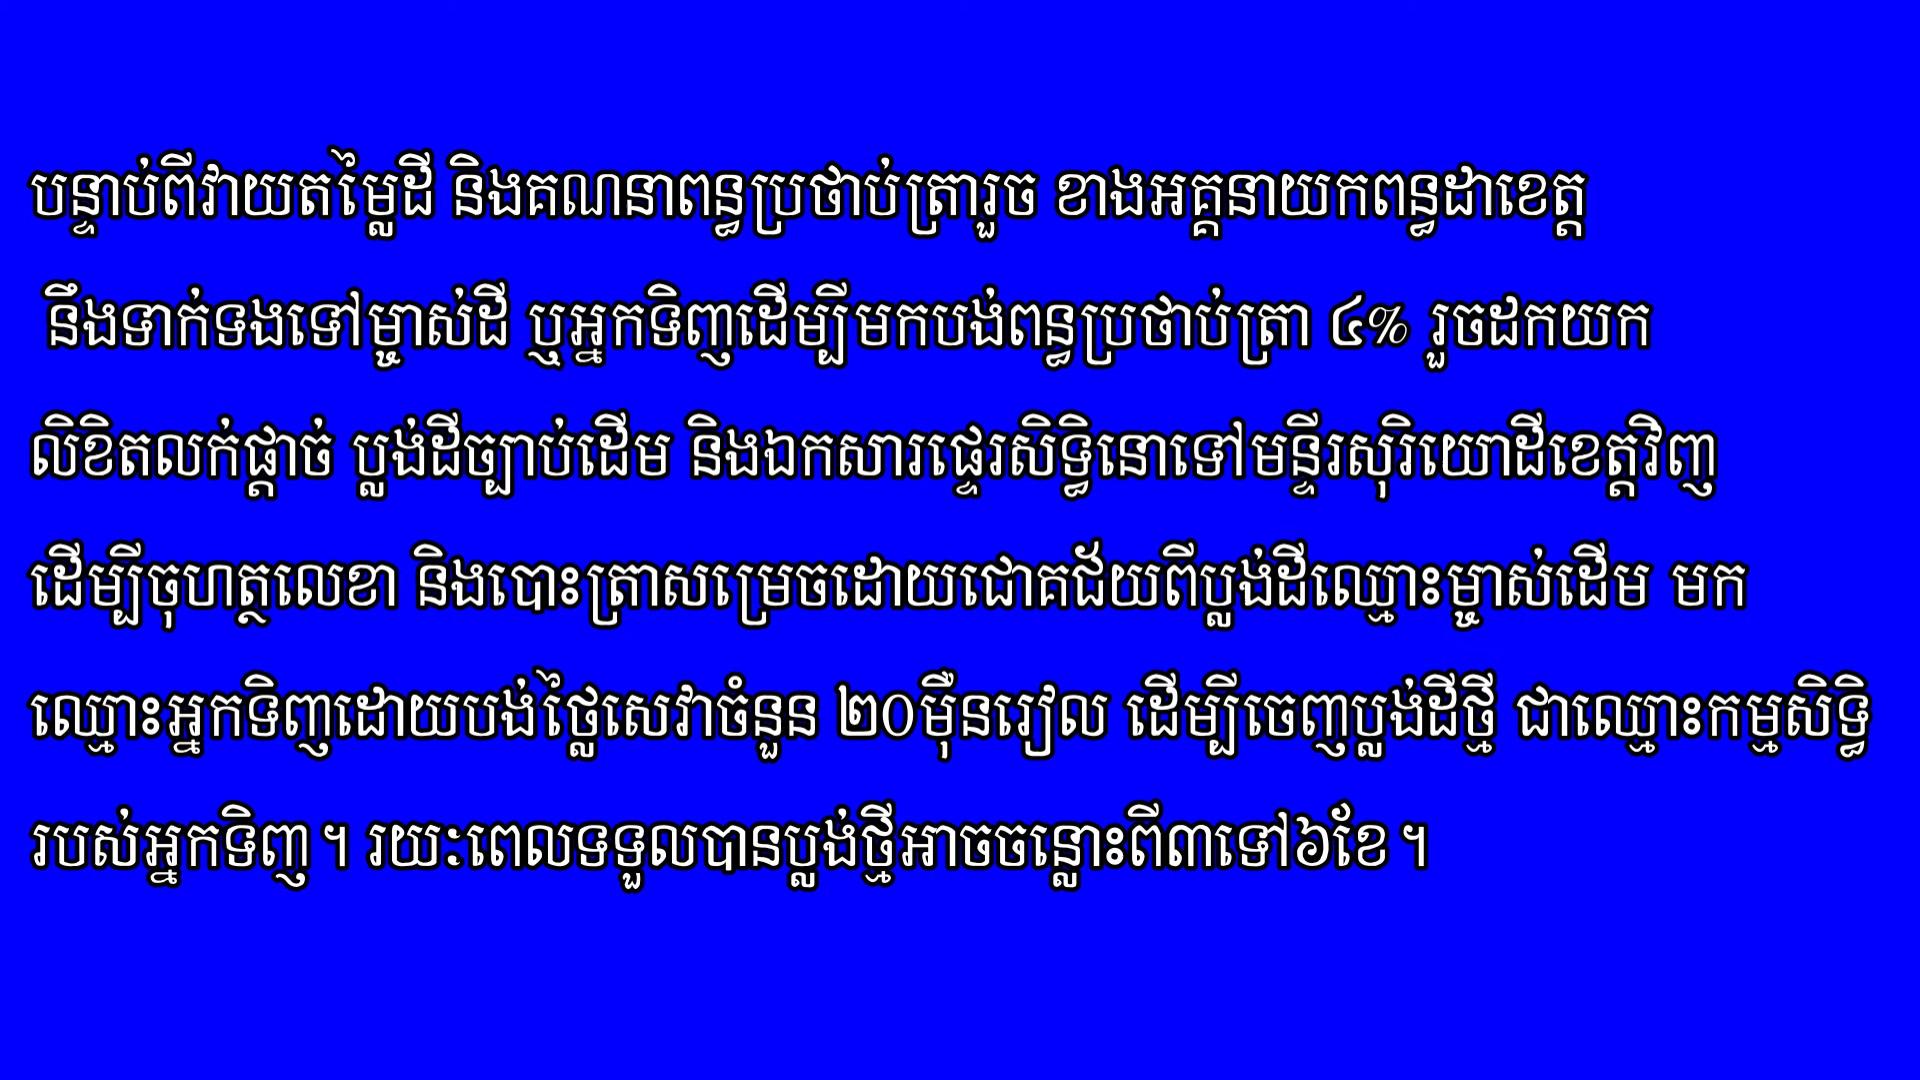 បន្ទាប់ពីវាយតម្លៃដី និងគណនាពន្ធប្រថាប់ត្រារួច ខាងអគ្គនាយកពន្ធដាខេត្ត
នឹងទាក់ទងទៅម្ចាស់ដី ឬអ្នកទិញដើម្បីមកបង់ពន្ធប្រថាប់ត្រា ៤% រួចដកយក
លិខិតលក់ផ្តាច់ ប្លង់ដីច្បាប់ដើម និងឯកសារផ្ទេរសិទ្ធិនោទៅមន្ទីរសុរិយោដីខេត្តវិញ
ដើម្បីចុហត្ថលេខា និងបោះត្រាសម្រេចដោយជោគជ័យពីប្លង់ដីឈ្មោះម្ចាស់ដើម មក
ឈ្មោះអ្នកទិញដោយបង់ថ្លៃសេវាចំនួន ២០ម៉ឺនរៀល ដើម្បីចេញប្លង់ដីថ្មី ជាឈ្មោះកម្មសិទ្ធិ
របស់អ្នកទិញ។ រយៈពេលទទួលបានប្លង់ថ្មីអាចចន្លោះពី៣ទៅ៦ខែ។